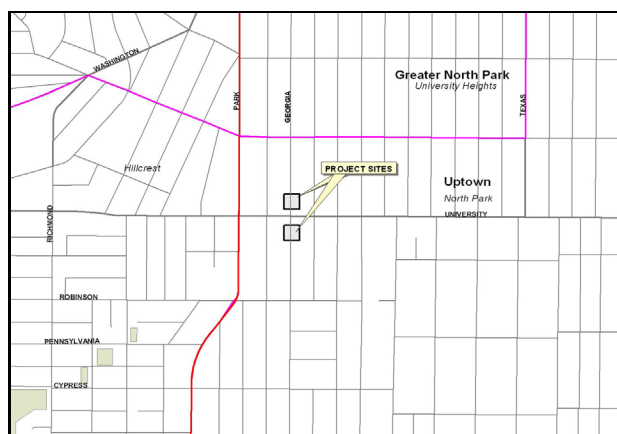 WASHINGTON
Greater North Park
University Heights
PARK
GEORGIA
TEXAS
Hillcrest
PROJECT SITES
Uptown
North Park
UNIVERSITY
RICHMOND
ROBINSON
PENNSYLVANIA
CYPRESS